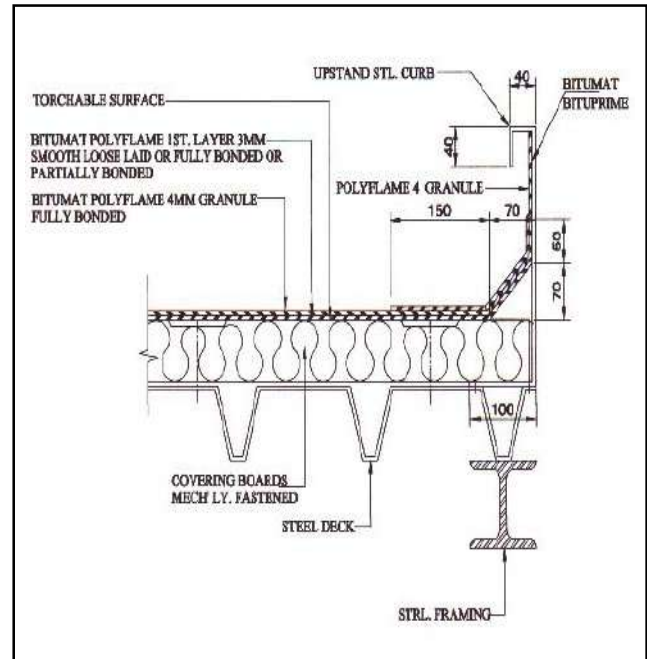 UPSTAND STL. CURB
40
TORCHABLE SURFACE
BITUMAT
BITUPRIME
BITUMAT POLYFLAME 1ST. LAYER 3MM
SMOOTH LOOSE LAID OR FULLY BONDED OR
PARTIALLY BONDED
40
POLYFLAME 4 GRANULE
BITUMAT POLYFLAME 4MM GRANULE
FULLY BONDED
150
70
60
70
100
COVERING BOARDS
MECH'LY. FASTENED
STEEL DECK
STRL. FRAMING